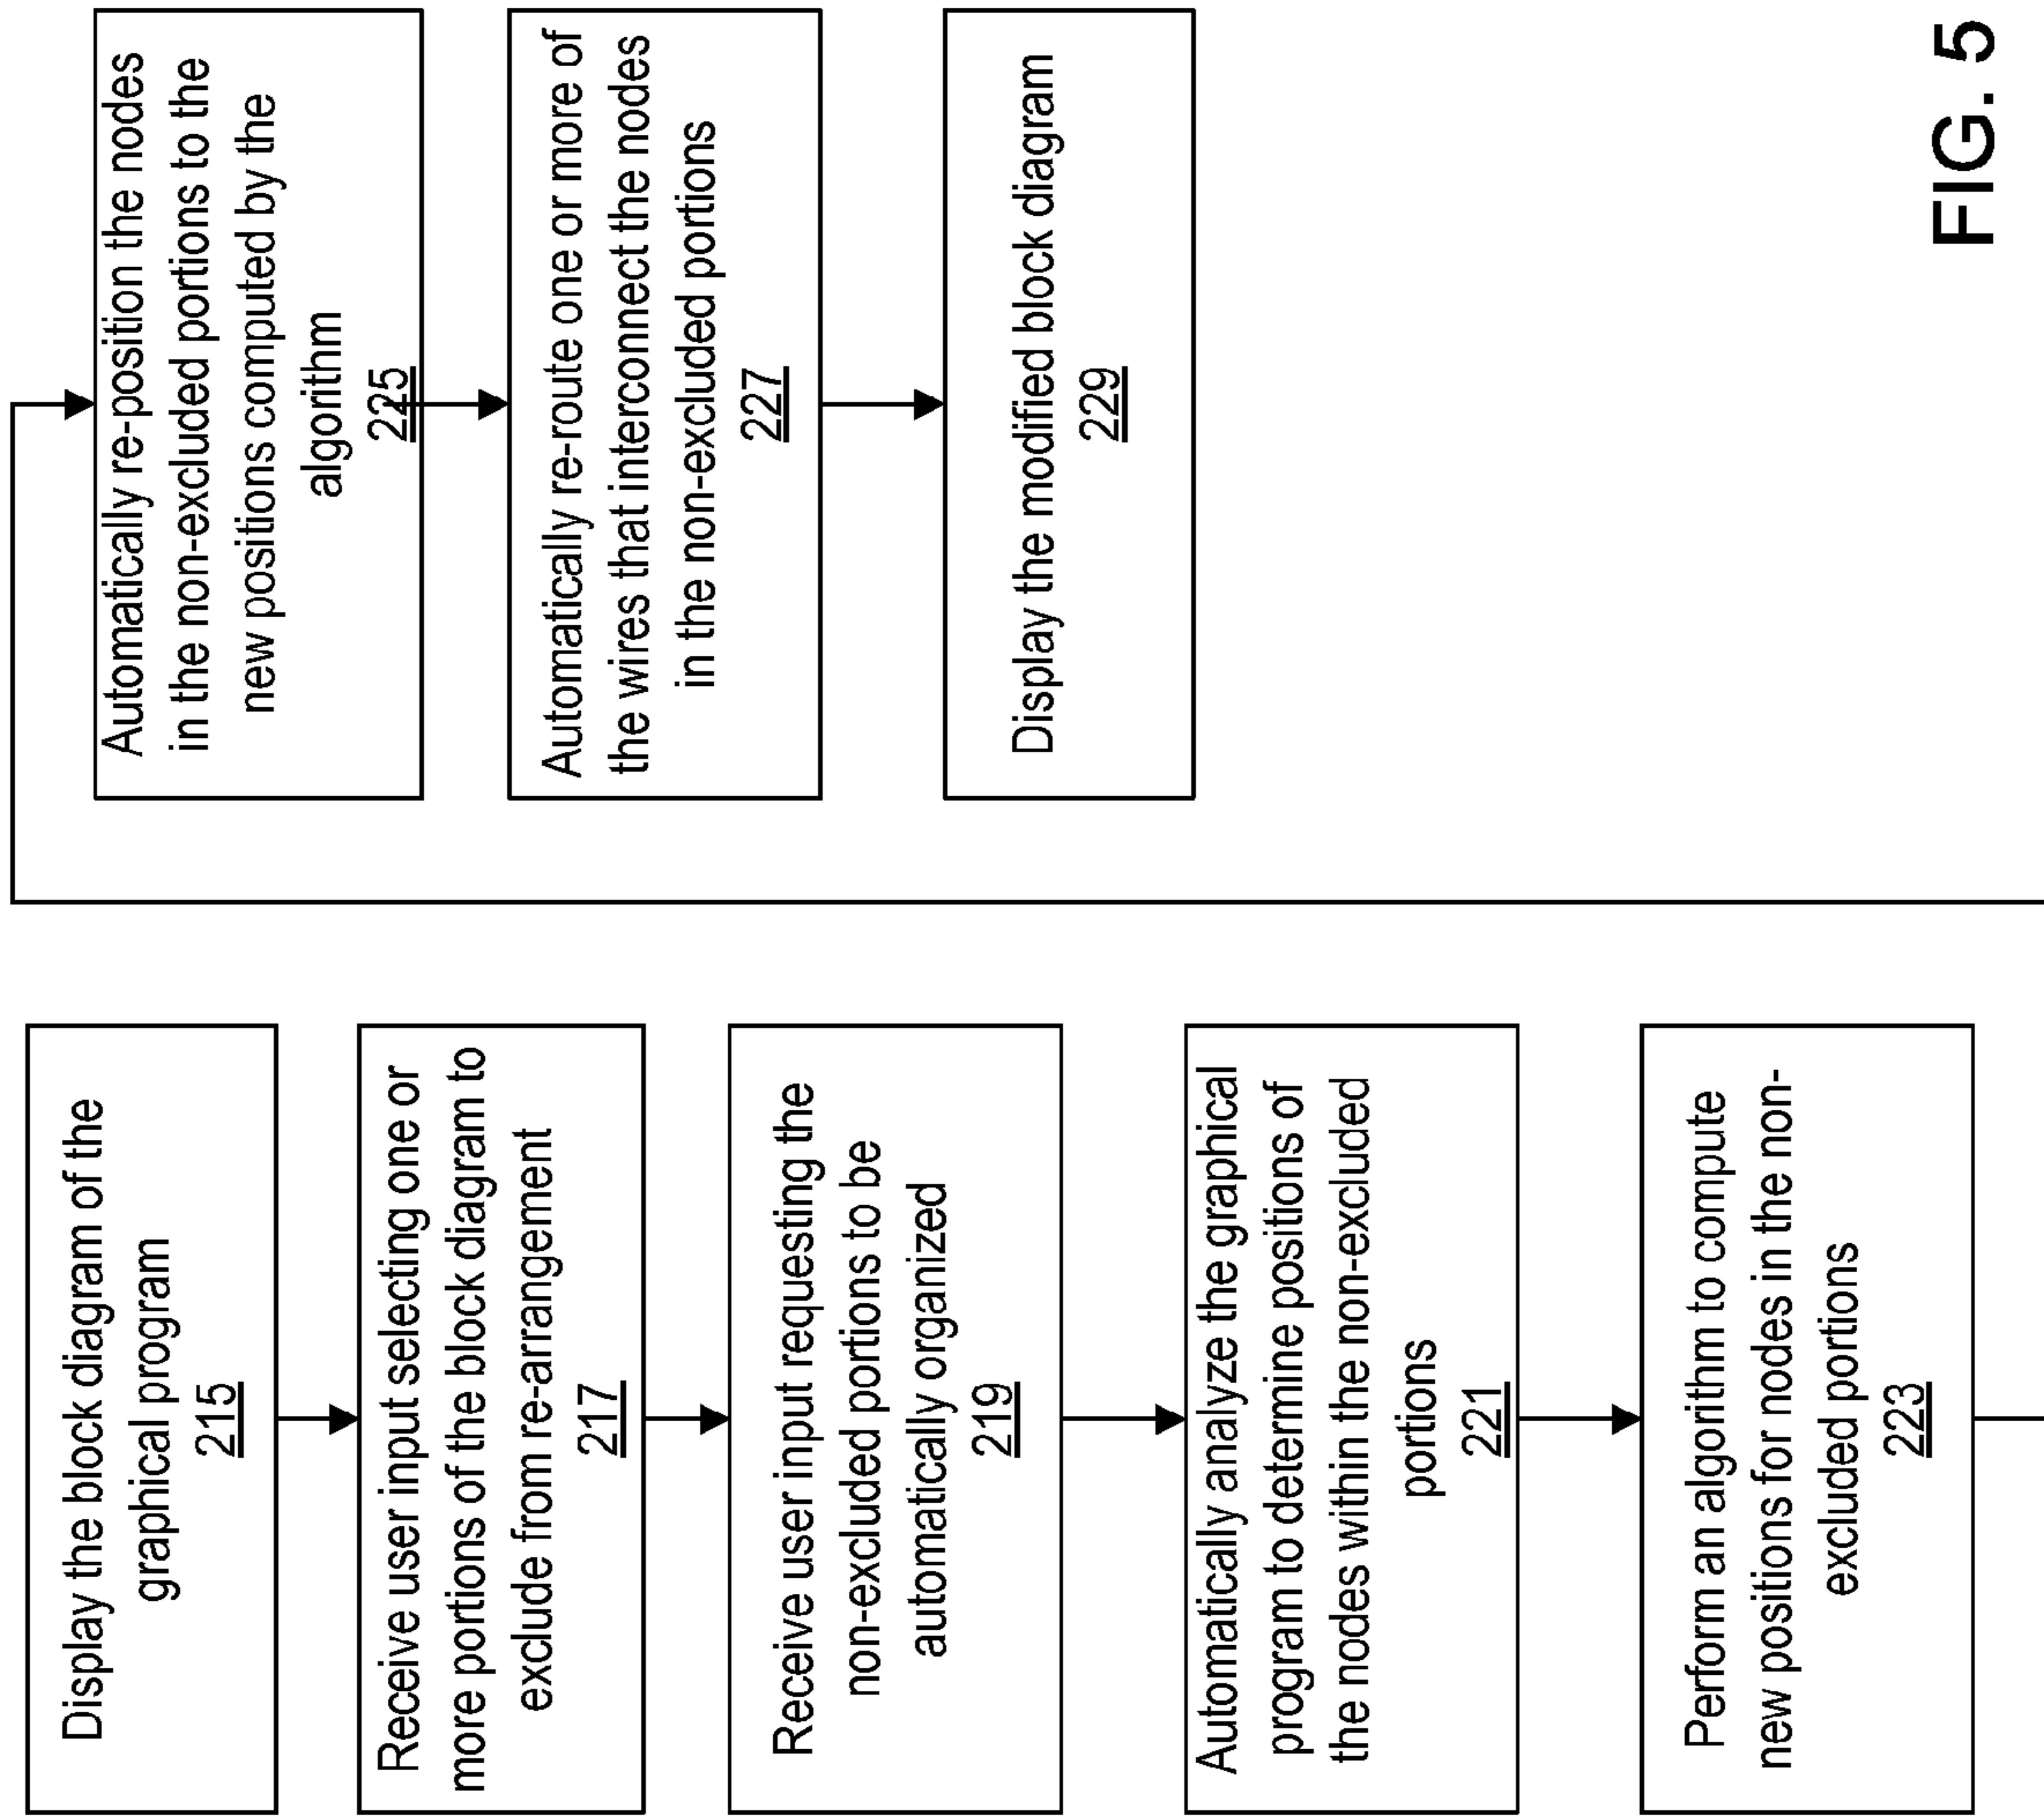 Display the block diagram of the
graphical program
215
Receive user input selecting one or
more portions of the block diagram to
exclude from re-arrangement
217
Receive user input requesting the
non-excluded portions to be
automatically organized
219
Automatically analyze the graphical
program to determine positions of
the nodes within the non-excluded
portions
221
Perform an algorithm to compute
new positions for nodes in the non-
excluded portions
223
Automatically re-position the nodes
in the non-excluded portions to the
new positions computed by the
algorithm
225
Automatically re-route one or more of
the wires that interconnect the nodes
in the non-excluded portions
227
Display the modified block diagram
229
FIG. 5